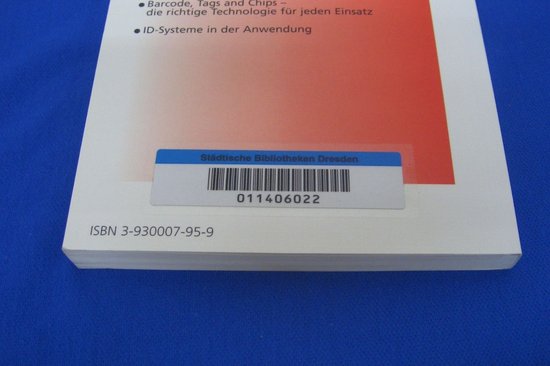 • Barcode, Tags and Chips –
die richtige Technologie für jeden Einsatz
• ID-Systeme in der Anwendung
Städtische Bibliotheken Dresden
011406022
ISBN 3-930007-95-9